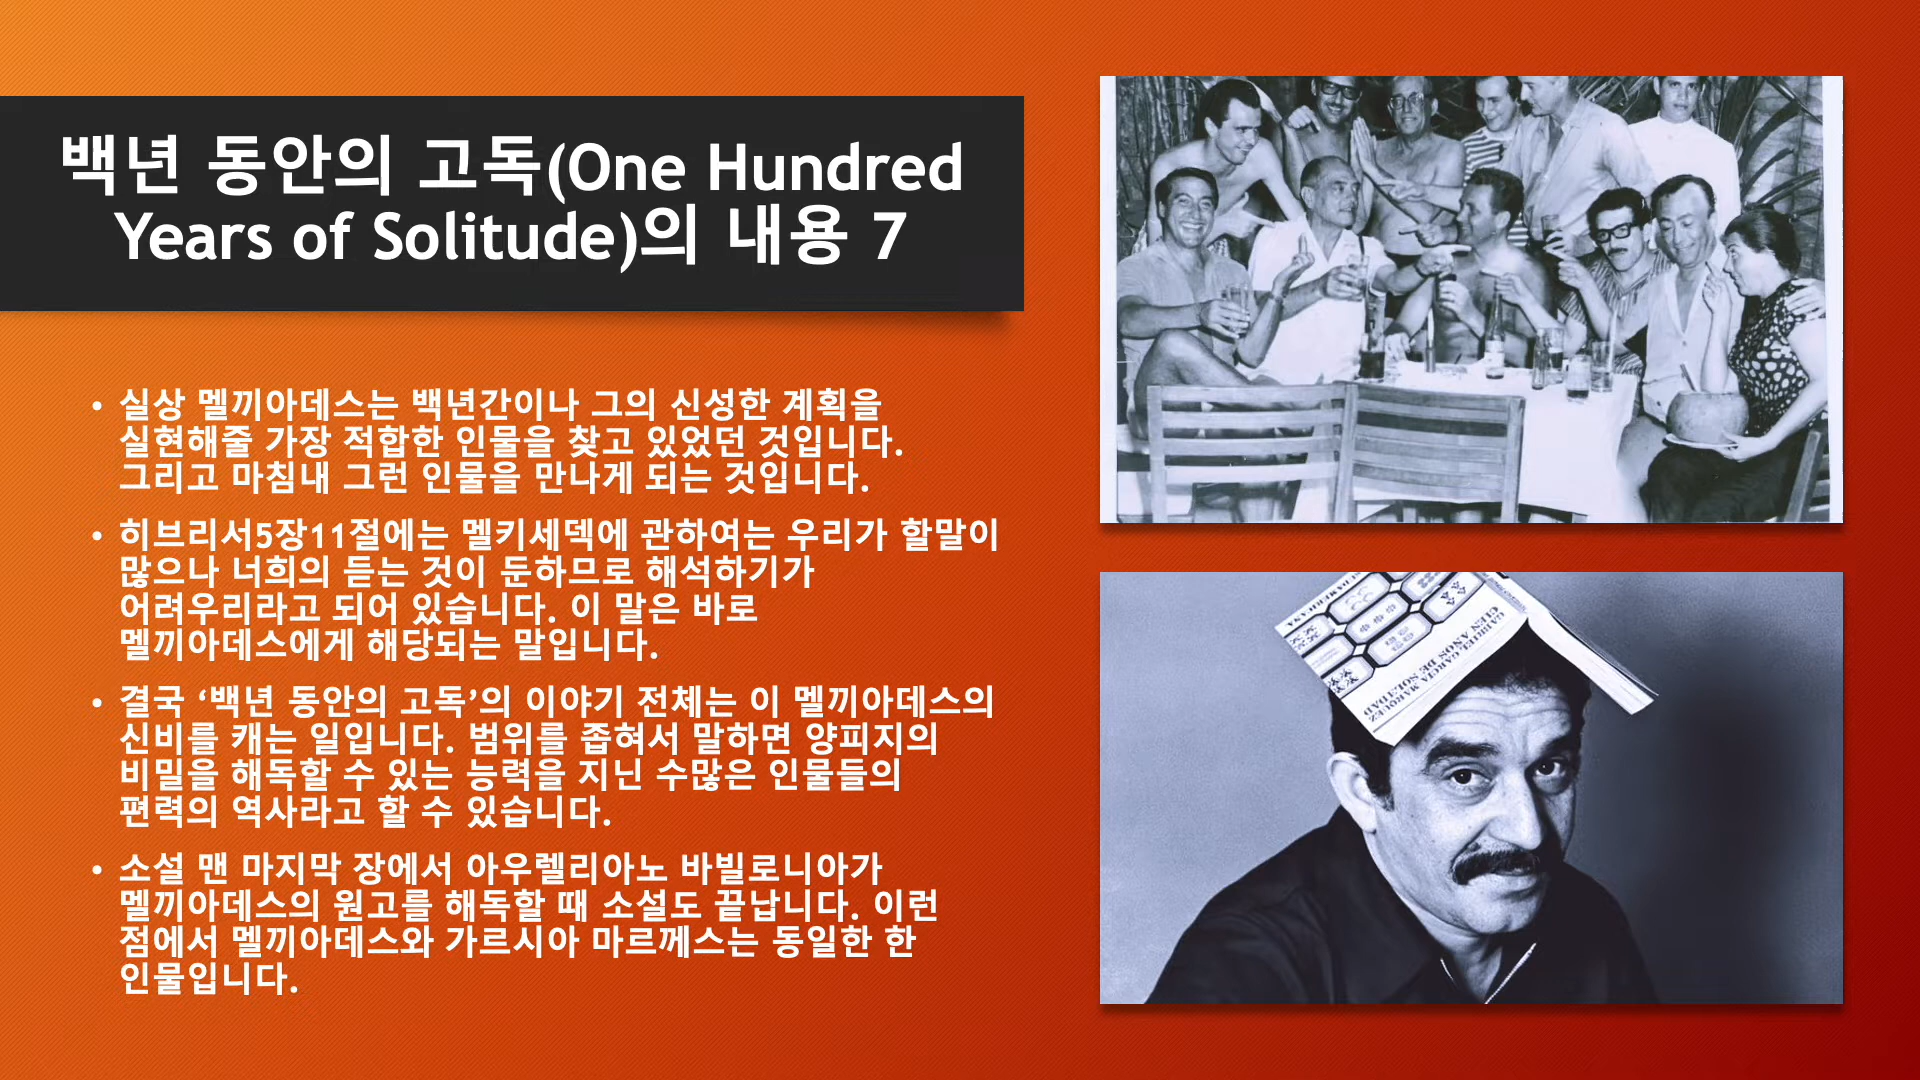 백년 동안의 고독(One Hundred
Years of Solitude)의 내용 7
• 실상 멜끼아데스는 백년간이나 그의 신성한 계획을
실현해줄 가장 적합한 인물을 찾고 있었던 것입니다.
그리고 마침내 그런 인물을 만나게 되는 것입니다.
• 히브리서5장11절에는 멜키세덱에 관하여는 우리가 할말이
많으나 너희의 듣는 것이 둔하므로 해석하기가
어려우리라고 되어 있습니다. 이 말은 바로
멜끼아데스에게 해당되는 말입니다.
• 결국 ‘백년 동안의 고독’의 이야기 전체는 이 멜끼아데스의
신비를 캐는 일입니다. 범위를 좁혀서 말하면 양피지의
비밀을 해독할 수 있는 능력을 지닌 수많은 인물들의
편력의 역사라고 할 수 있습니다.
• 소설 맨 마지막 장에서 아우렐리아노 바빌로니아가
멜끼아데스의 원고를 해독할 때 소설도 끝납니다. 이런
점에서 멜끼아데스와 가르시아 마르께스는 동일한 한
인물입니다.
GABRIEL GARCIA MARQUEZ
CIEN AÑOS DE SOLEDAD